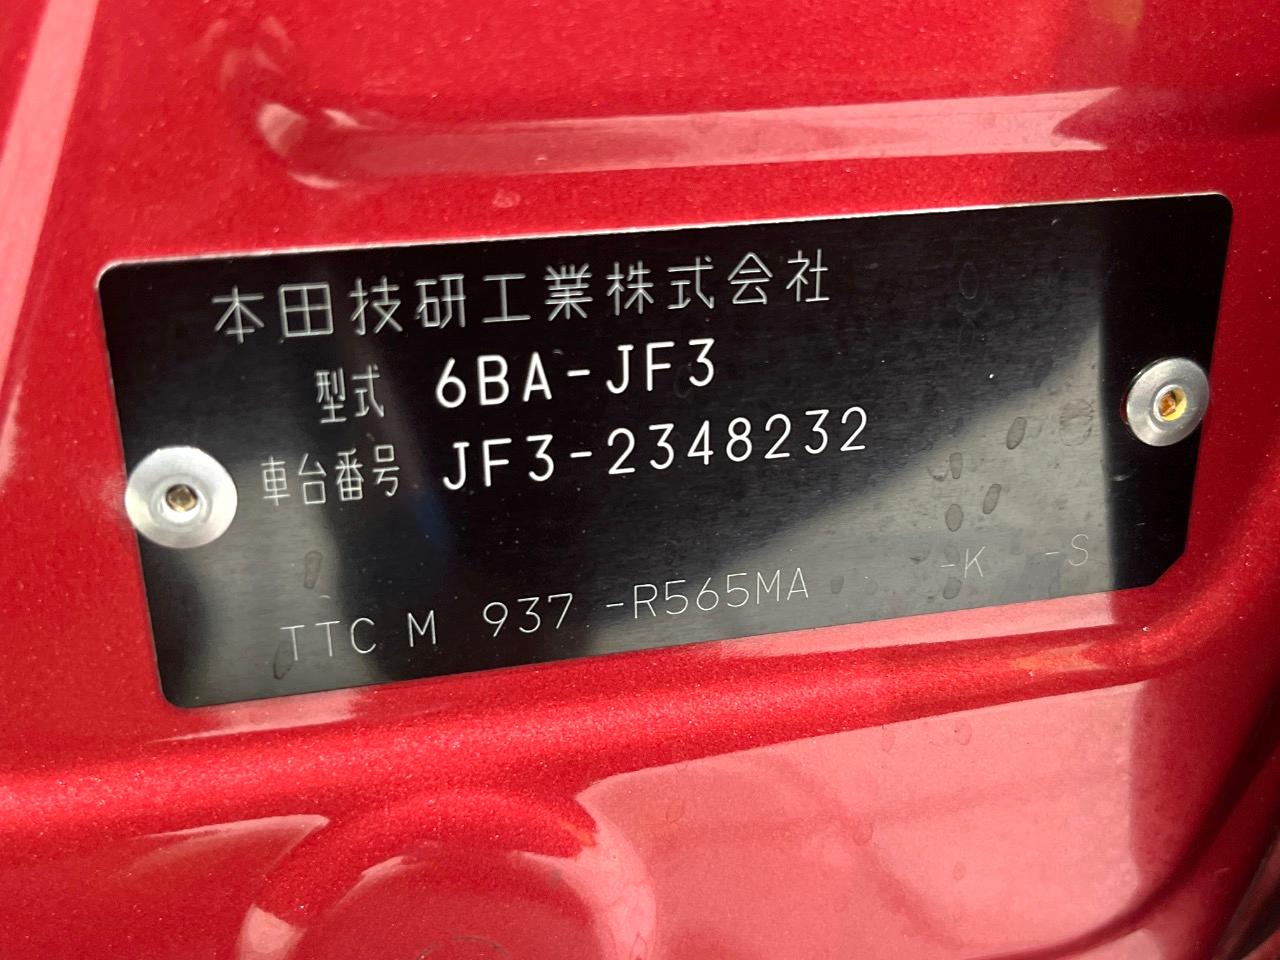 本田技研工業株式会社
型式 6BA-JF3
車台番号 JF3-2348232
TTC M 937 -R565MA -K -S